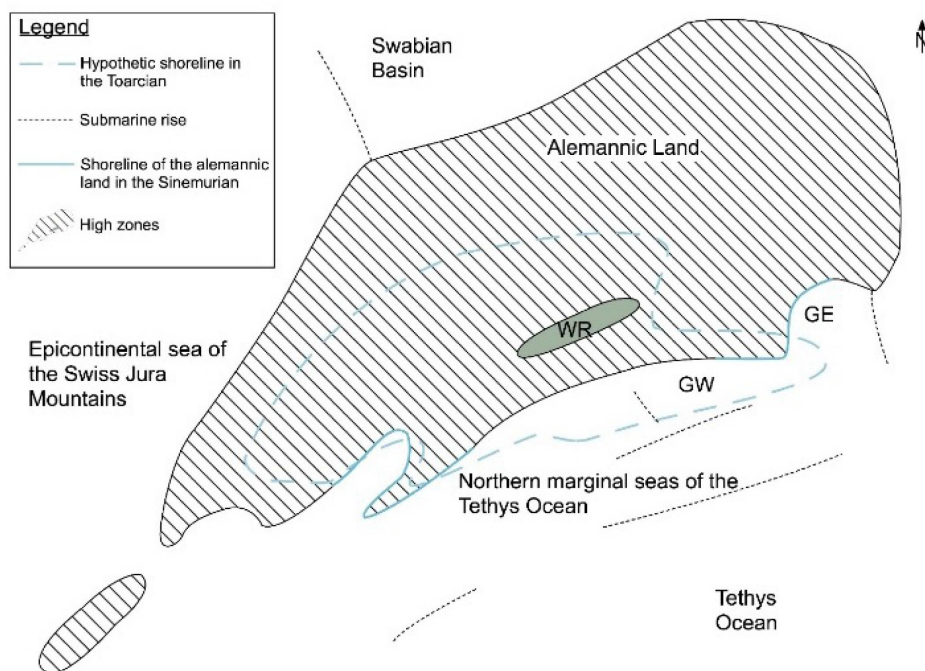 Legend
Hypothetic shoreline in
the Toarcian
Submarine rise
Shoreline of the alemannic
land in the Sinemurian
High zones
Swabian
Basin
N
Alemannic Land
GE
WR
Epicontinental sea of
the Swiss Jura
Mountains
GW
Northern marginal seas of the
Tethys Ocean
Tethys
Ocean